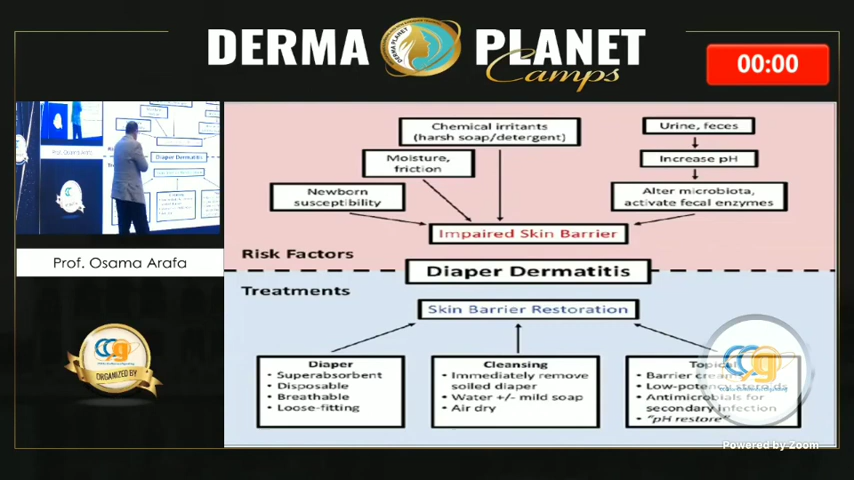 DERMA PLANET
Camps
00:00
Chemical irritants
(harsh soap/detergent)
Urine, feces
Moisture,
friction
Increase pH
Newborn
susceptibility
Alter microbiota,
activate fecal enzymes
Impaired Skin Barrier
Risk Factors
Diaper Dermatitis
Treatments
Skin Barrier Restoration
Diaper
• Superabsorbent
• Disposable
• Breathable
• Loose-fitting
Cleansing
• Immediately remove
soiled diaper
• Water +/- mild soap
• Air dry
• Barrier
• Low-potency
• Antimicrobials for
secondary infection
• "pH restore"
Prof. Osama Arafa
ORGANIZED BY
Powered by Zoom